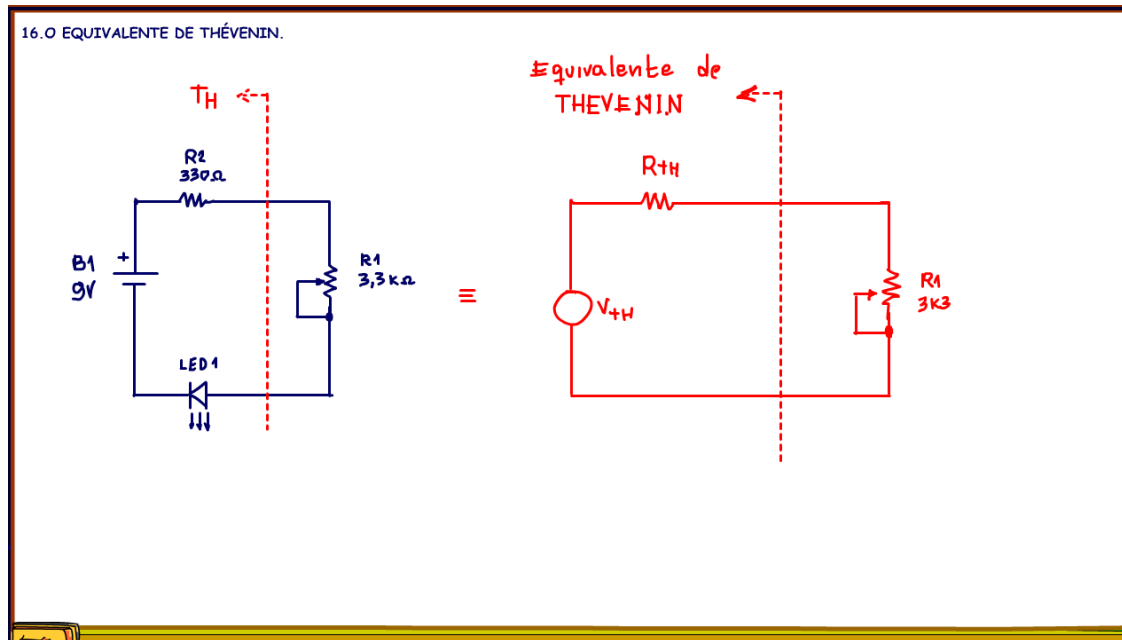 16.O EQUIVALENTE DE THÉVENIN.
Equivalente de
THEVENIN
TH
R2
330Ω
RTH
B1
9V
+
R1
3,3KΩ
≡
VTH
R1
3K3
LED1